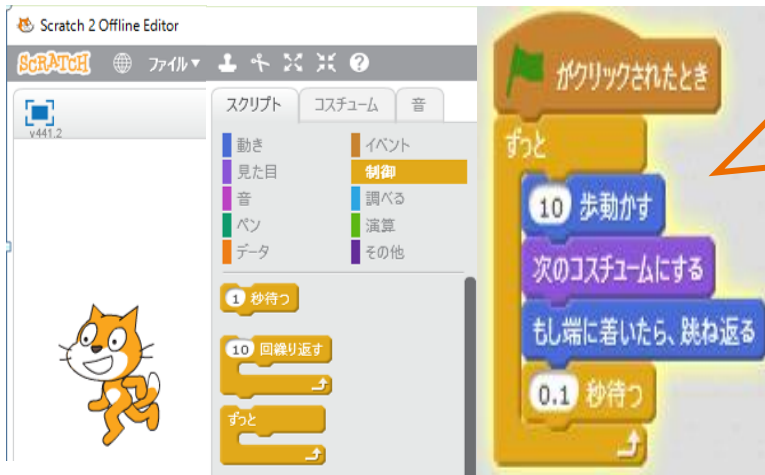 Scratch 2 Offline Editor
SCRATCH ファイル
v441.2
スクリプト コスチューム 音
動き イベント
見た目 制御
音 調べる
ペン 演算
データ その他
1 秒待つ
10 回繰り返す
ずっと
がクリックされたとき
ずっと
10 歩動かす
次のコスチュームにする
もし端に着いたら、跳ね返る
0.1 秒待つ